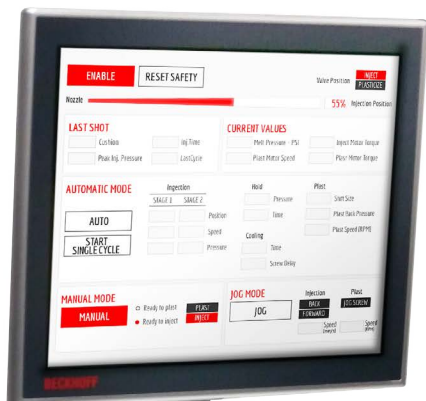 ENABLE
RESET SAFETY
Valve Position
INJECT
PLASTICIZE
Nozzle
55%
Injection Position
LAST SHOT
Cushion
Inj.Time
Peak Inj. Pressure
LastCycle
CURRENT VALUES
Melt Pressure - PSI
Inject Motor Torque
Plast Motor Speed
Plast Motor Torque
AUTOMATIC MODE
Ingection
STAGE 1 STAGE 2
Position
Speed
Pressure
AUTO
START
SINGLE CYCLE
Hold
Pressure
Time
Cooling
Time
Screw Delay
Plast
Shot Size
Plast Back Pressure
Plast Speed (RPM)
MANUAL MODE
MANUAL
Ready to plast
PLAST
Ready to inject
INJECT
JOG MODE
JOG
Injection
BACK
FORWARD
Speed
Plast
JOG SCREW
Speed
BECKHOFF